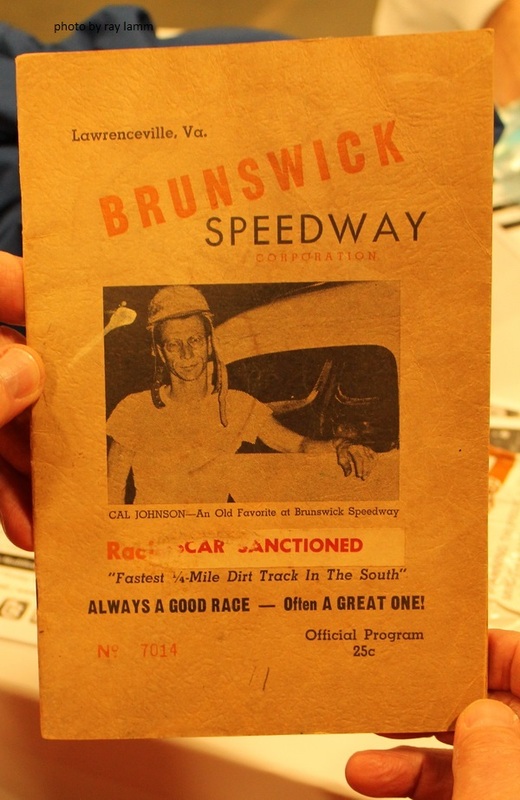 photo by ray lamm
Lawrenceville, Va.
BRUNSWICK
SPEEDWAY
CORPORATION
CAL JOHNSON—An Old Favorite at Brunswick Speedway
SANCTIONED
"Fastest ¼-Mile Dirt Track In The South"
ALWAYS A GOOD RACE — Often A GREAT ONE!
Official Program
25c
No 7014